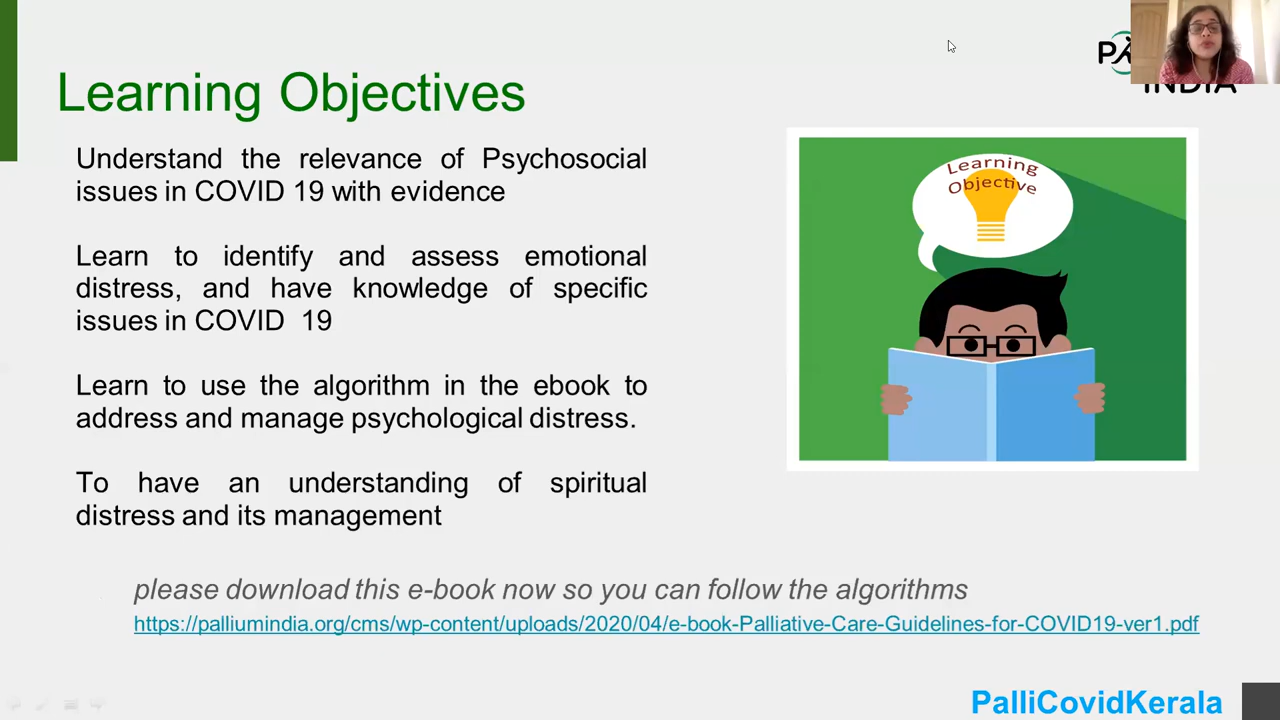 Learning Objectives
Understand the relevance of Psychosocial
issues in COVID 19 with evidence
Learn to identify and assess emotional
distress, and have knowledge of specific
issues in COVID 19
Learn to use the algorithm in the ebook to
address and manage psychological distress.
To have an understanding of spiritual
distress and its management
Learning
Objective
please download this e-book now so you can follow the algorithms
https://palliumindia.org/cms/wp-content/uploads/2020/04/e-book-Palliative-Care-Guidelines-for-COVID19-ver1.pdf
INDIA
PalliCovidKerala